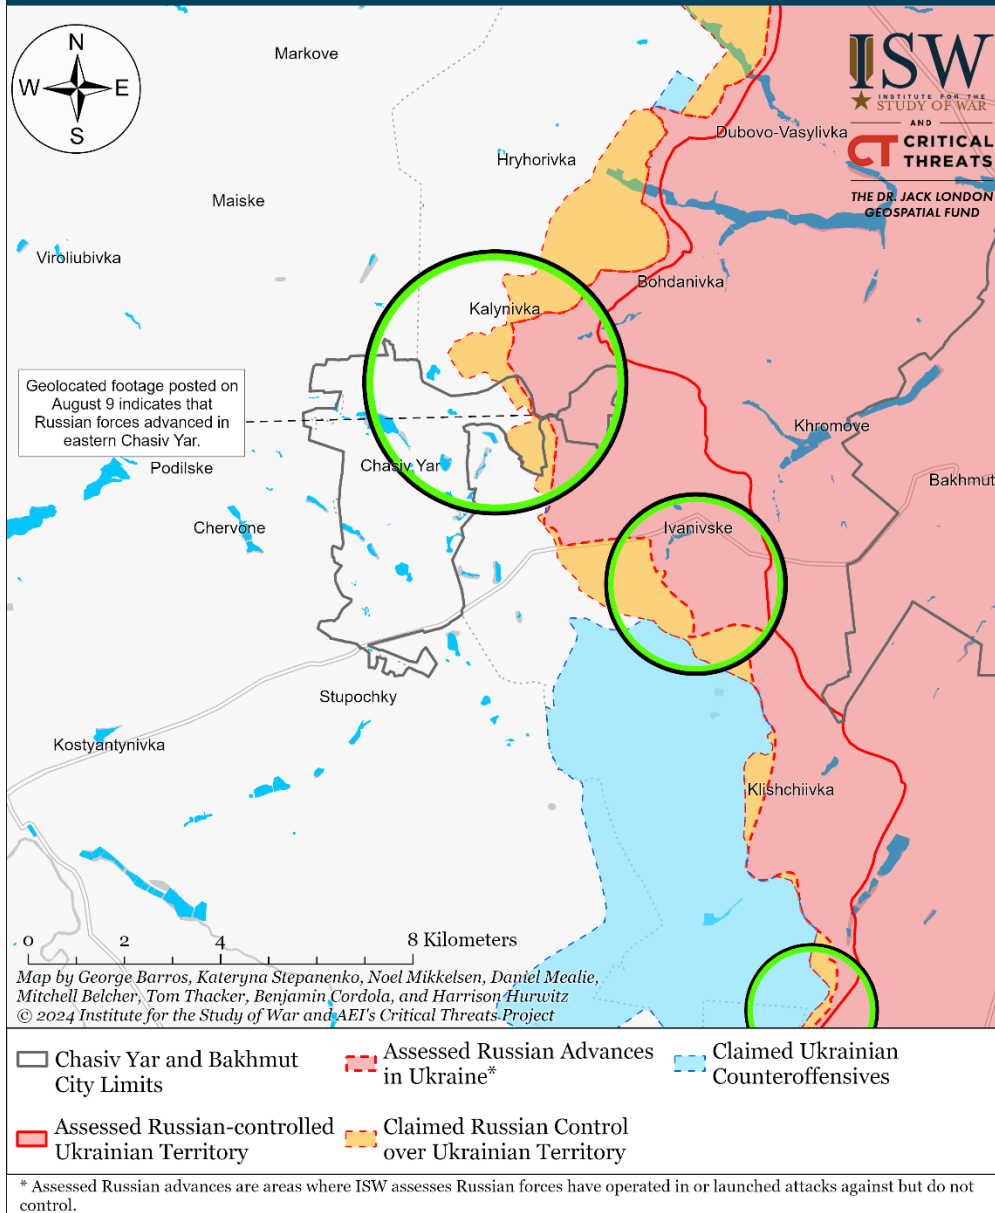 N
W
E
S
Markove
ISW
INSTITUTE FOR THE
STUDY OF WAR
AND
CT CRITICAL
THREATS
THE DR. JACK LONDON
GEOSPATIAL FUND
Dubovo-Vasylivka
Hryhorivka
Maiske
Viroliubivka
Bohdanivka
Kalynivka
Geolocated footage posted on
August 9 indicates that
Russian forces advanced in
eastern Chasiv Yar.
Khromove
Podilske
Chasiv Yar
Bakhmut
Chervone
Ivanivske
Stupochky
Kostyantynivka
Klishchiivka
0 2 4 8 Kilometers
Map by George Barros, Kateryna Stepanenko, Noel Mikkelsen, Daniel Mealie,
Mitchell Belcher, Tom Thacker, Benjamin Cordola, and Harrison Hurwitz
© 2024 Institute for the Study of War and AEI's Critical Threats Project
Chasiv Yar and Bakhmut
City Limits
Assessed Russian Advances
in Ukraine*
Claimed Ukrainian
Counteroffensives
Assessed Russian-controlled
Ukrainian Territory
Claimed Russian Control
over Ukrainian Territory
* Assessed Russian advances are areas where ISW assesses Russian forces have operated in or launched attacks against but do not
control.